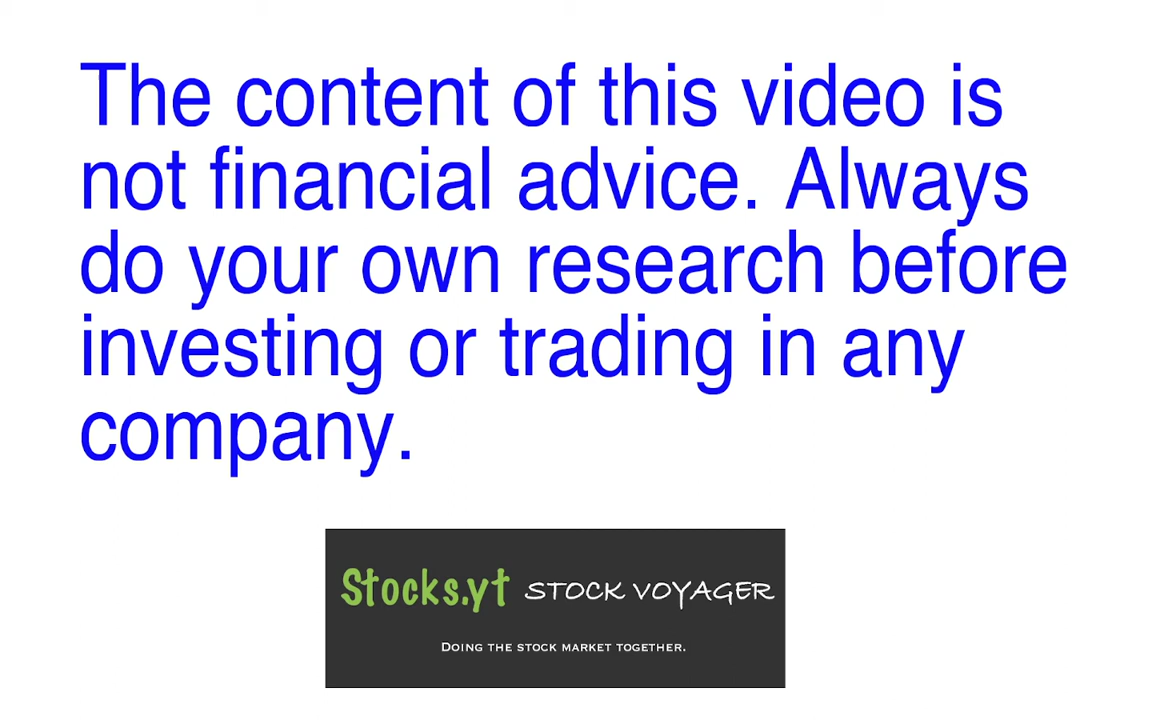 The content of this video is
not financial advice. Always
do your own research before
investing or trading in any
company.
Stocks.yt STOCK VOYAGER
DOING THE STOCK MARKET TOGETHER.